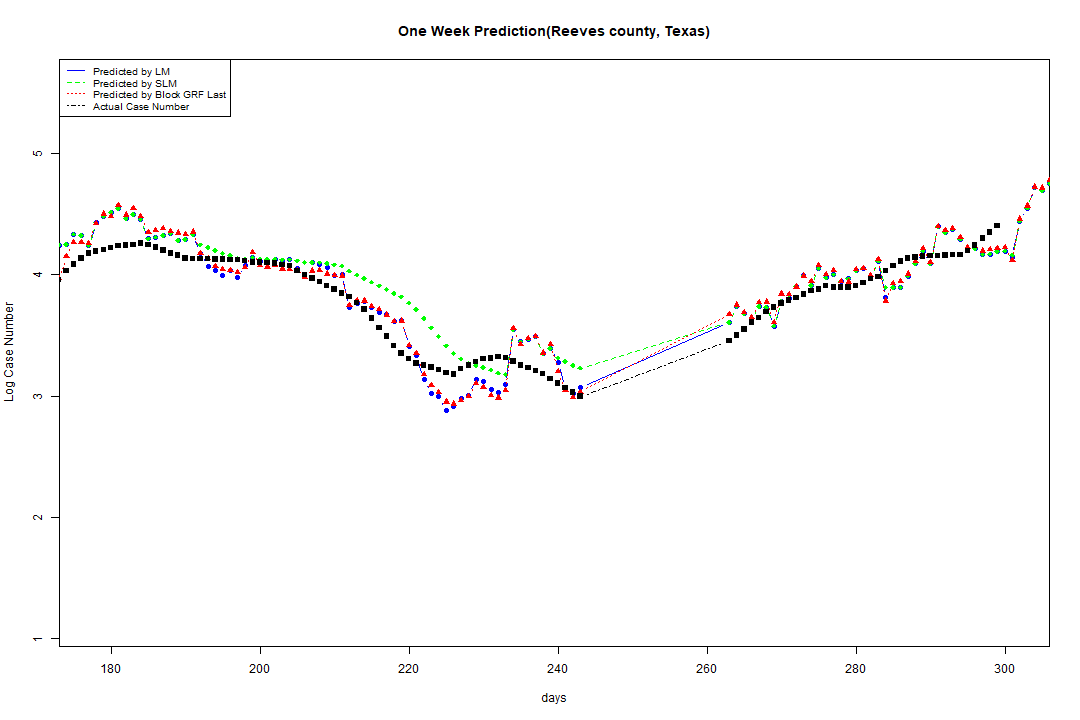 One Week Prediction(Reeves county, Texas)
Predicted by LM
Predicted by SLM
Predicted by Block GRF Last
Actual Case Number
5
4
3
2
1
Log Case Number
180 200 220 240 260 280 300
days